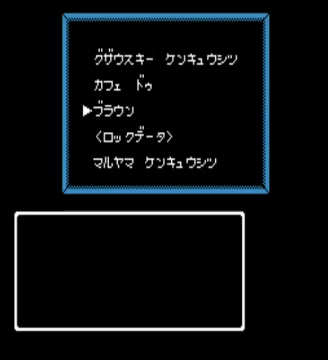 グザウスキー ケンキュウシツ
カフェ ドゥ
▶ブラウン
〈ロックデータ〉
マルヤマ ケンキュウシツ